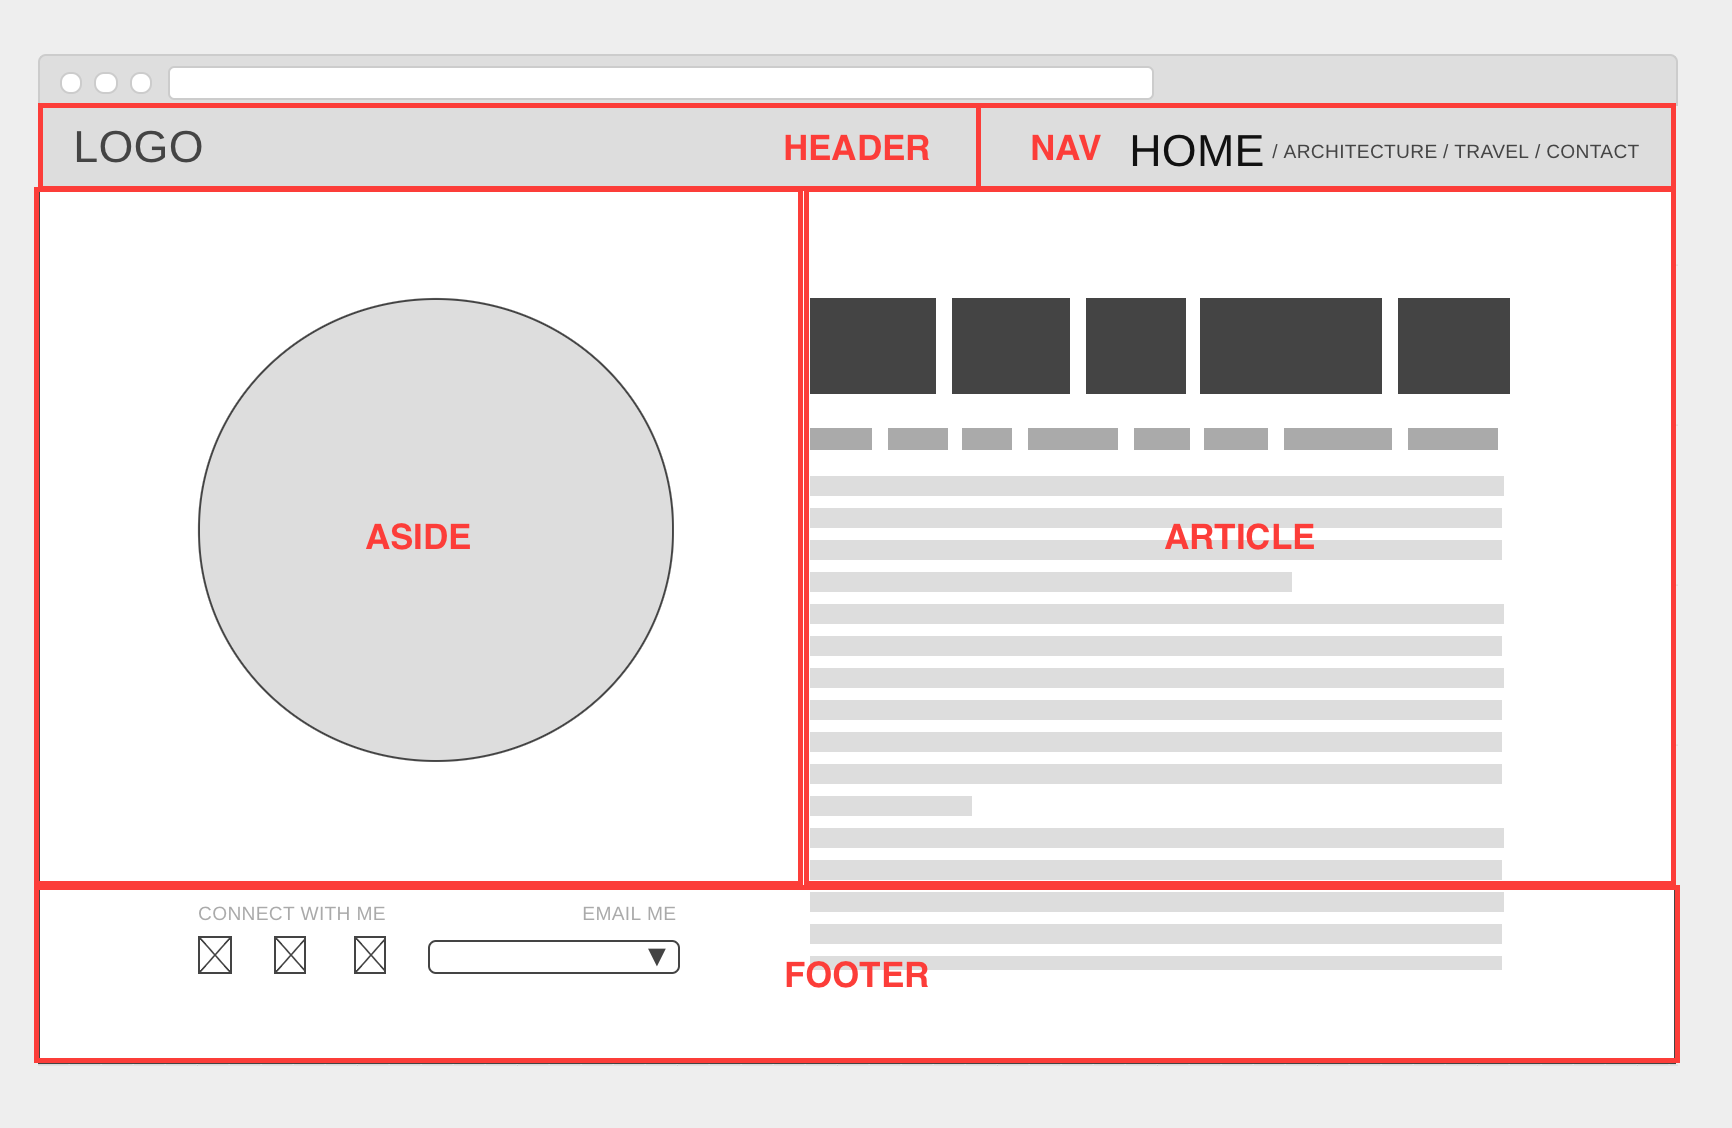 LOGO HEADER NAV HOME / ARCHITECTURE / TRAVEL / CONTACT
ASIDE
ARTICLE
CONNECT WITH ME
EMAIL ME
FOOTER